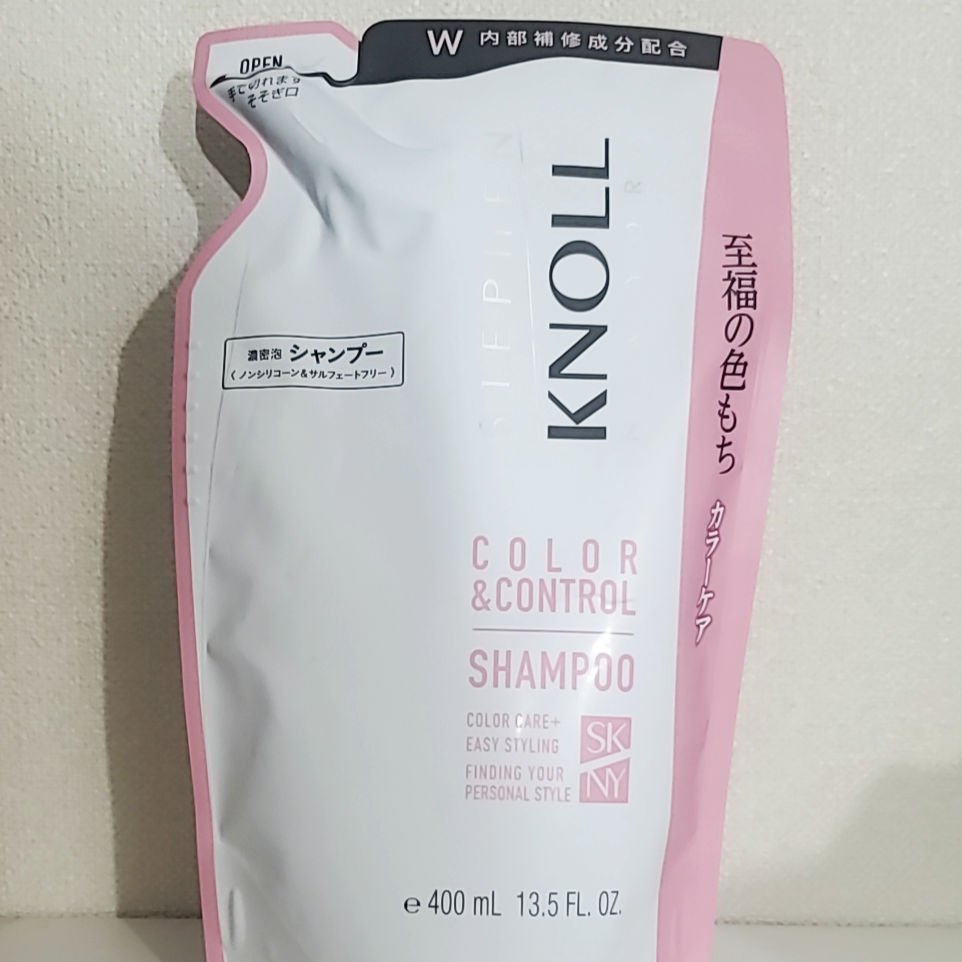 W 内部補修成分配合
OPEN
手で切れます
そそぎ口
STEPHEN
KNOLL
至福の色もち カラーケア
濃密泡 シャンプー
（ノンシリコーン＆サルフェートフリー）
COLOR
&CONTROL
SHAMPOO
COLOR CARE+
EASY STYLING
FINDING YOUR
PERSONAL STYLE
SK
NY
e 400 mL 13.5 FL. OZ.